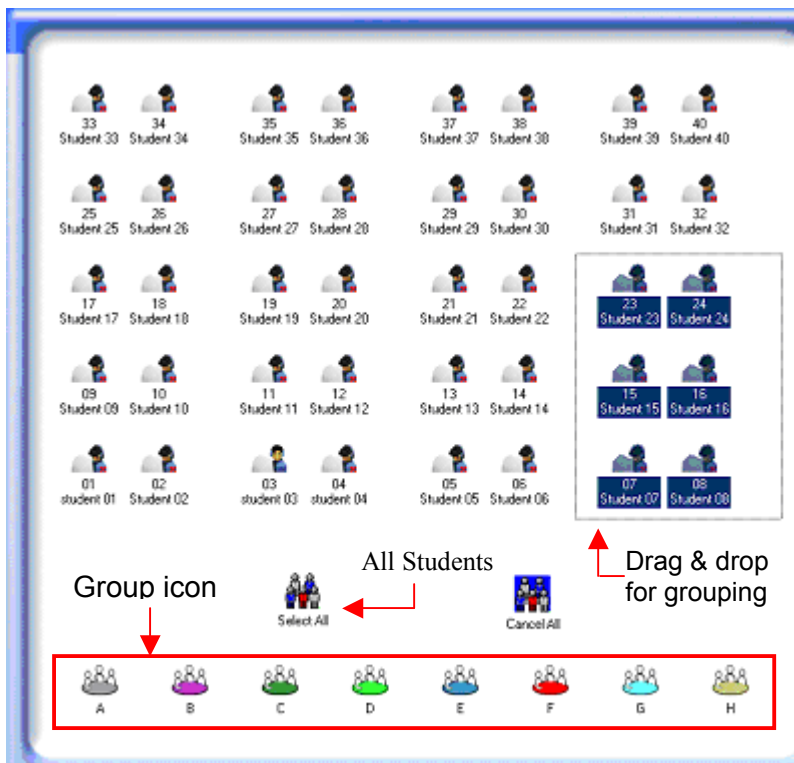 33 34 35 36 37 38 39 40
Student 33 Student 34 Student 35 Student 36 Student 37 Student 38 Student 39 Student 40
25 26 27 28 29 30 31 32
Student 25 Student 26 Student 27 Student 28 Student 29 Student 30 Student 31 Student 32
17 18 19 20 21 22 23 24
Student 17 Student 18 Student 19 Student 20 Student 21 Student 22 Student 23 Student 24
09 10 11 12 13 14 15 16
Student 09 Student 10 Student 11 Student 12 Student 13 Student 14 Student 15 Student 16
01 02 03 04 05 06 07 08
student 01 Student 02 student 03 student 04 Student 05 Student 06 Student 07 Student 08
All Students
Drag & drop
for grouping
Group icon
Select All
Cancel All
A B C D E F G H